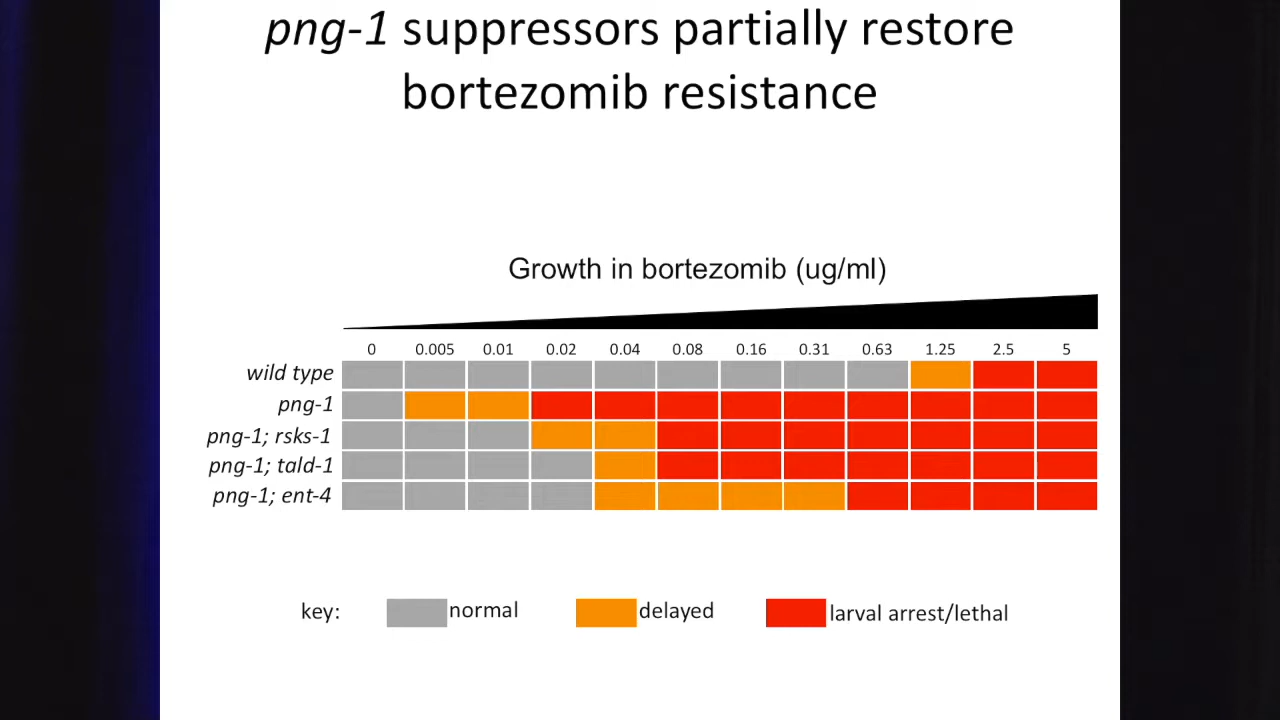 png-1 suppressors partially restore
bortezomib resistance
Growth in bortezomib (ug/ml)
0 0.005 0.01 0.02 0.04 0.08 0.16 0.31 0.63 1.25 2.5 5
wild type
png-1
png-1; rsks-1
png-1; tald-1
png-1; ent-4
key: normal delayed larval arrest/lethal